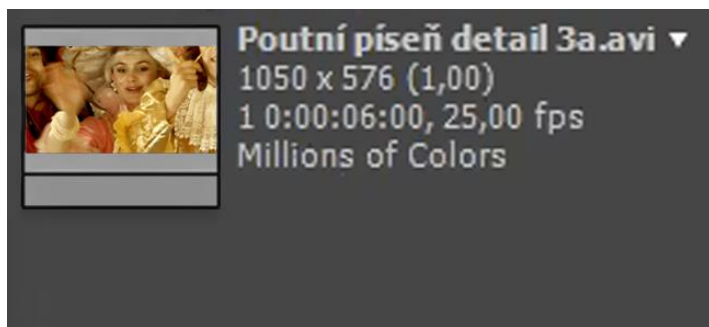 Poutní píseň detail 3a.avi ▼
1050 x 576 (1,00)
1 0:00:06:00, 25,00 fps
Millions of Colors